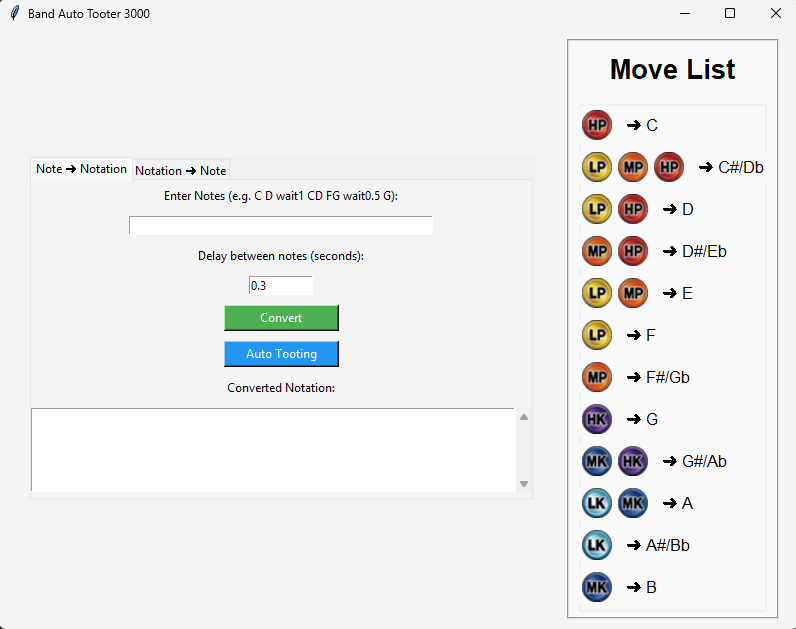 Band Auto Tooter 3000
Note ➔ Notation
Notation ➔ Note
Enter Notes (e.g. C D wait1 CD FG wait0.5 G):
Delay between notes (seconds):
0.3
Convert
Auto Tooting
Converted Notation:
Move List
HP ➔ C
LP MP HP ➔ C#/Db
LP HP ➔ D
MP HP ➔ D#/Eb
LP MP ➔ E
LP ➔ F
MP ➔ F#/Gb
HK ➔ G
MK HK ➔ G#/Ab
LK MK ➔ A
LK ➔ A#/Bb
MK ➔ B